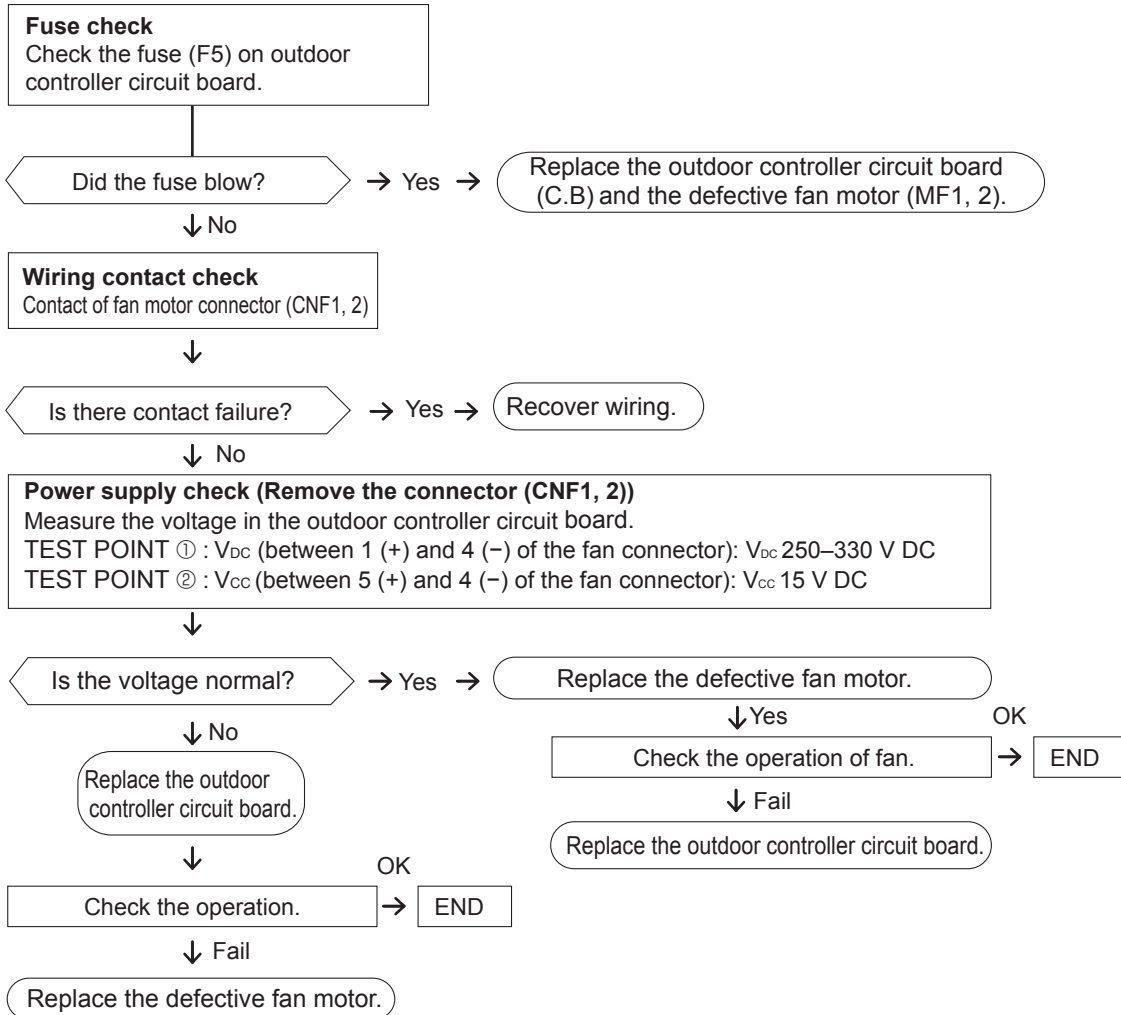 Fuse check
Check the fuse (F5) on outdoor
controller circuit board.
Did the fuse blow?
→ Yes →
Replace the outdoor controller circuit board
(C.B) and the defective fan motor (MF1, 2).
↓ No
Wiring contact check
Contact of fan motor connector (CNF1, 2)
↓
Is there contact failure?
→ Yes →
Recover wiring.
↓ No
Power supply check (Remove the connector (CNF1, 2))
Measure the voltage in the outdoor controller circuit board.
TEST POINT ① : VDC (between 1 (+) and 4 (−) of the fan connector): VDC 250–330 V DC
TEST POINT ② : VCC (between 5 (+) and 4 (−) of the fan connector): Vcc 15 V DC
↓
Is the voltage normal?
→ Yes →
Replace the defective fan motor.
↓ Yes
Check the operation of fan.
OK
→
END
↓ Fail
Replace the outdoor controller circuit board.
↓ No
Replace the outdoor
controller circuit board.
↓
Check the operation.
OK
→
END
↓ Fail
Replace the defective fan motor.